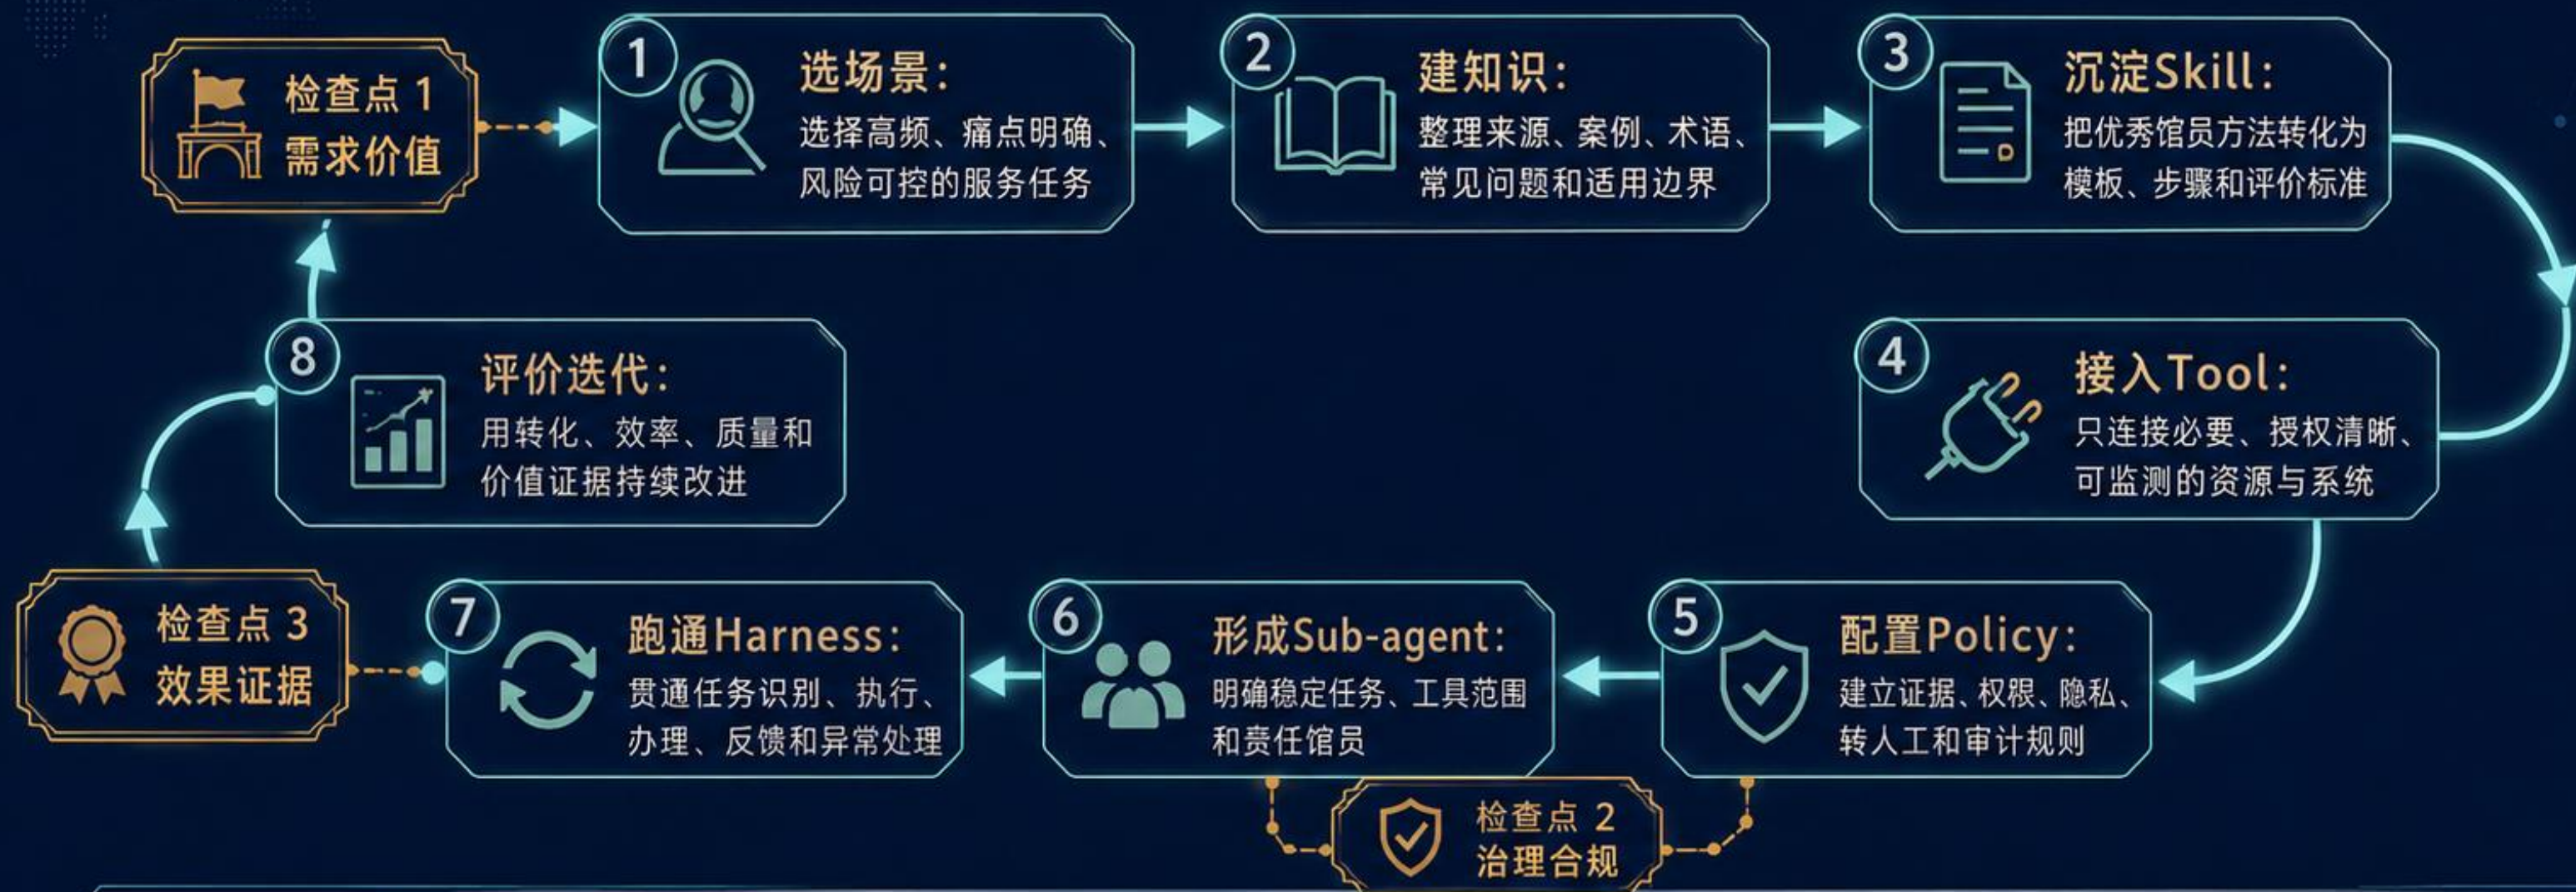 检查点 1
需求价值
1
选场景：
选择高频、痛点明确、
风险可控的服务任务
2
建知识：
整理来源、案例、术语、
常见问题和适用边界
3
沉淀Skill：
把优秀馆员方法转化为
模板、步骤和评价标准
4
接入Tool：
只连接必要、授权清晰、
可监测的资源与系统
5
配置Policy：
建立证据、权限、隐私、
转人工和审计规则
6
形成Sub-agent：
明确稳定任务、工具范围
和责任馆员
检查点 2
治理合规
7
跑通Harness：
贯通任务识别、执行、
办理、反馈和异常处理
检查点 3
效果证据
8
评价迭代：
用转化、效率、质量和
价值证据持续改进